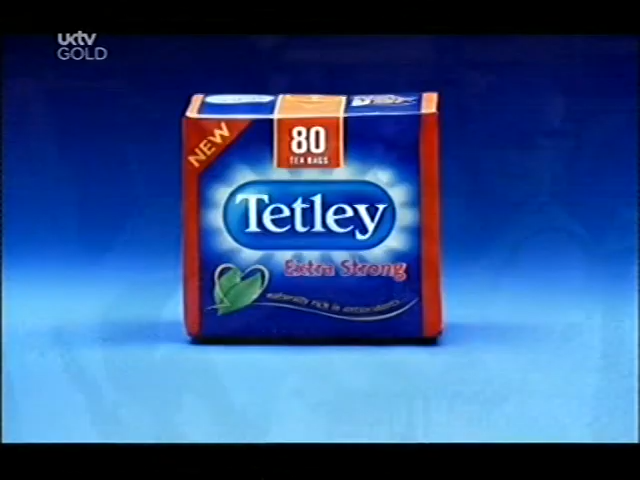 uktv
GOLD
NEW
80
TEA BAGS
Tetley
Extra Strong
naturally rich in antioxidants